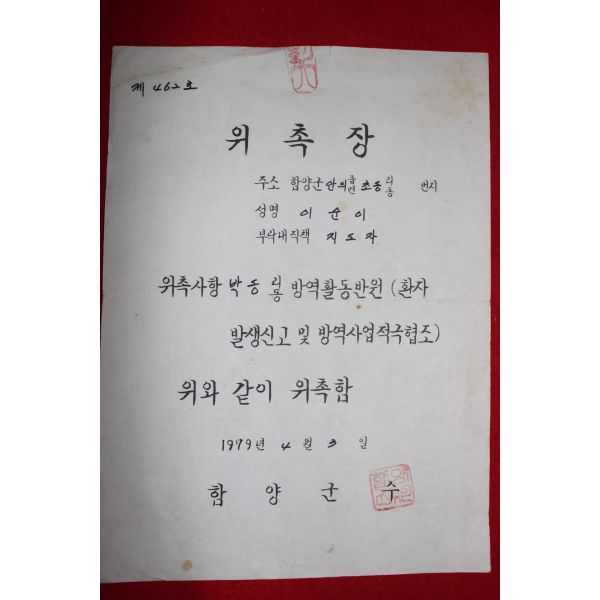 제 462 호
위 촉 장
주소 함양군 안의 읍면 초동 리동 번지
성명 이순이
부락내직책 지도자
위촉사항 박동 리동 방역활동반원 (환자
발생신고 및 방역사업적극협조)
위와 같이 위촉함
1979년 4월 3일
함 양 군 수